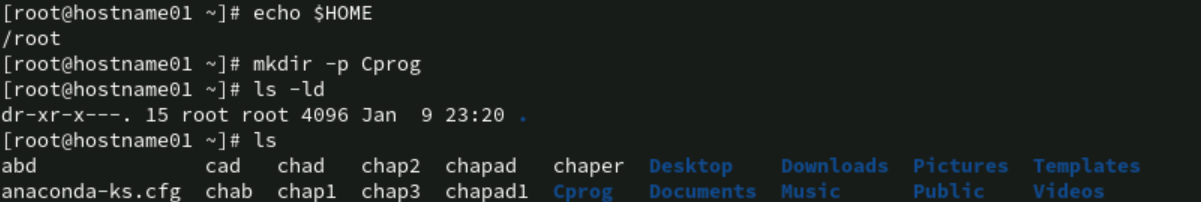 [root@hostname01 ~]# echo $HOME
/root
[root@hostname01 ~]# mkdir -p Cprog
[root@hostname01 ~]# ls -ld
dr-xr-x---. 15 root root 4096 Jan  9 23:20 .
[root@hostname01 ~]# ls
abd              cad   chad   chap2  chapad   chaper  Desktop    Downloads  Pictures  Templates
anaconda-ks.cfg  chab  chap1  chap3  chapad1  Cprog   Documents  Music      Public    Videos